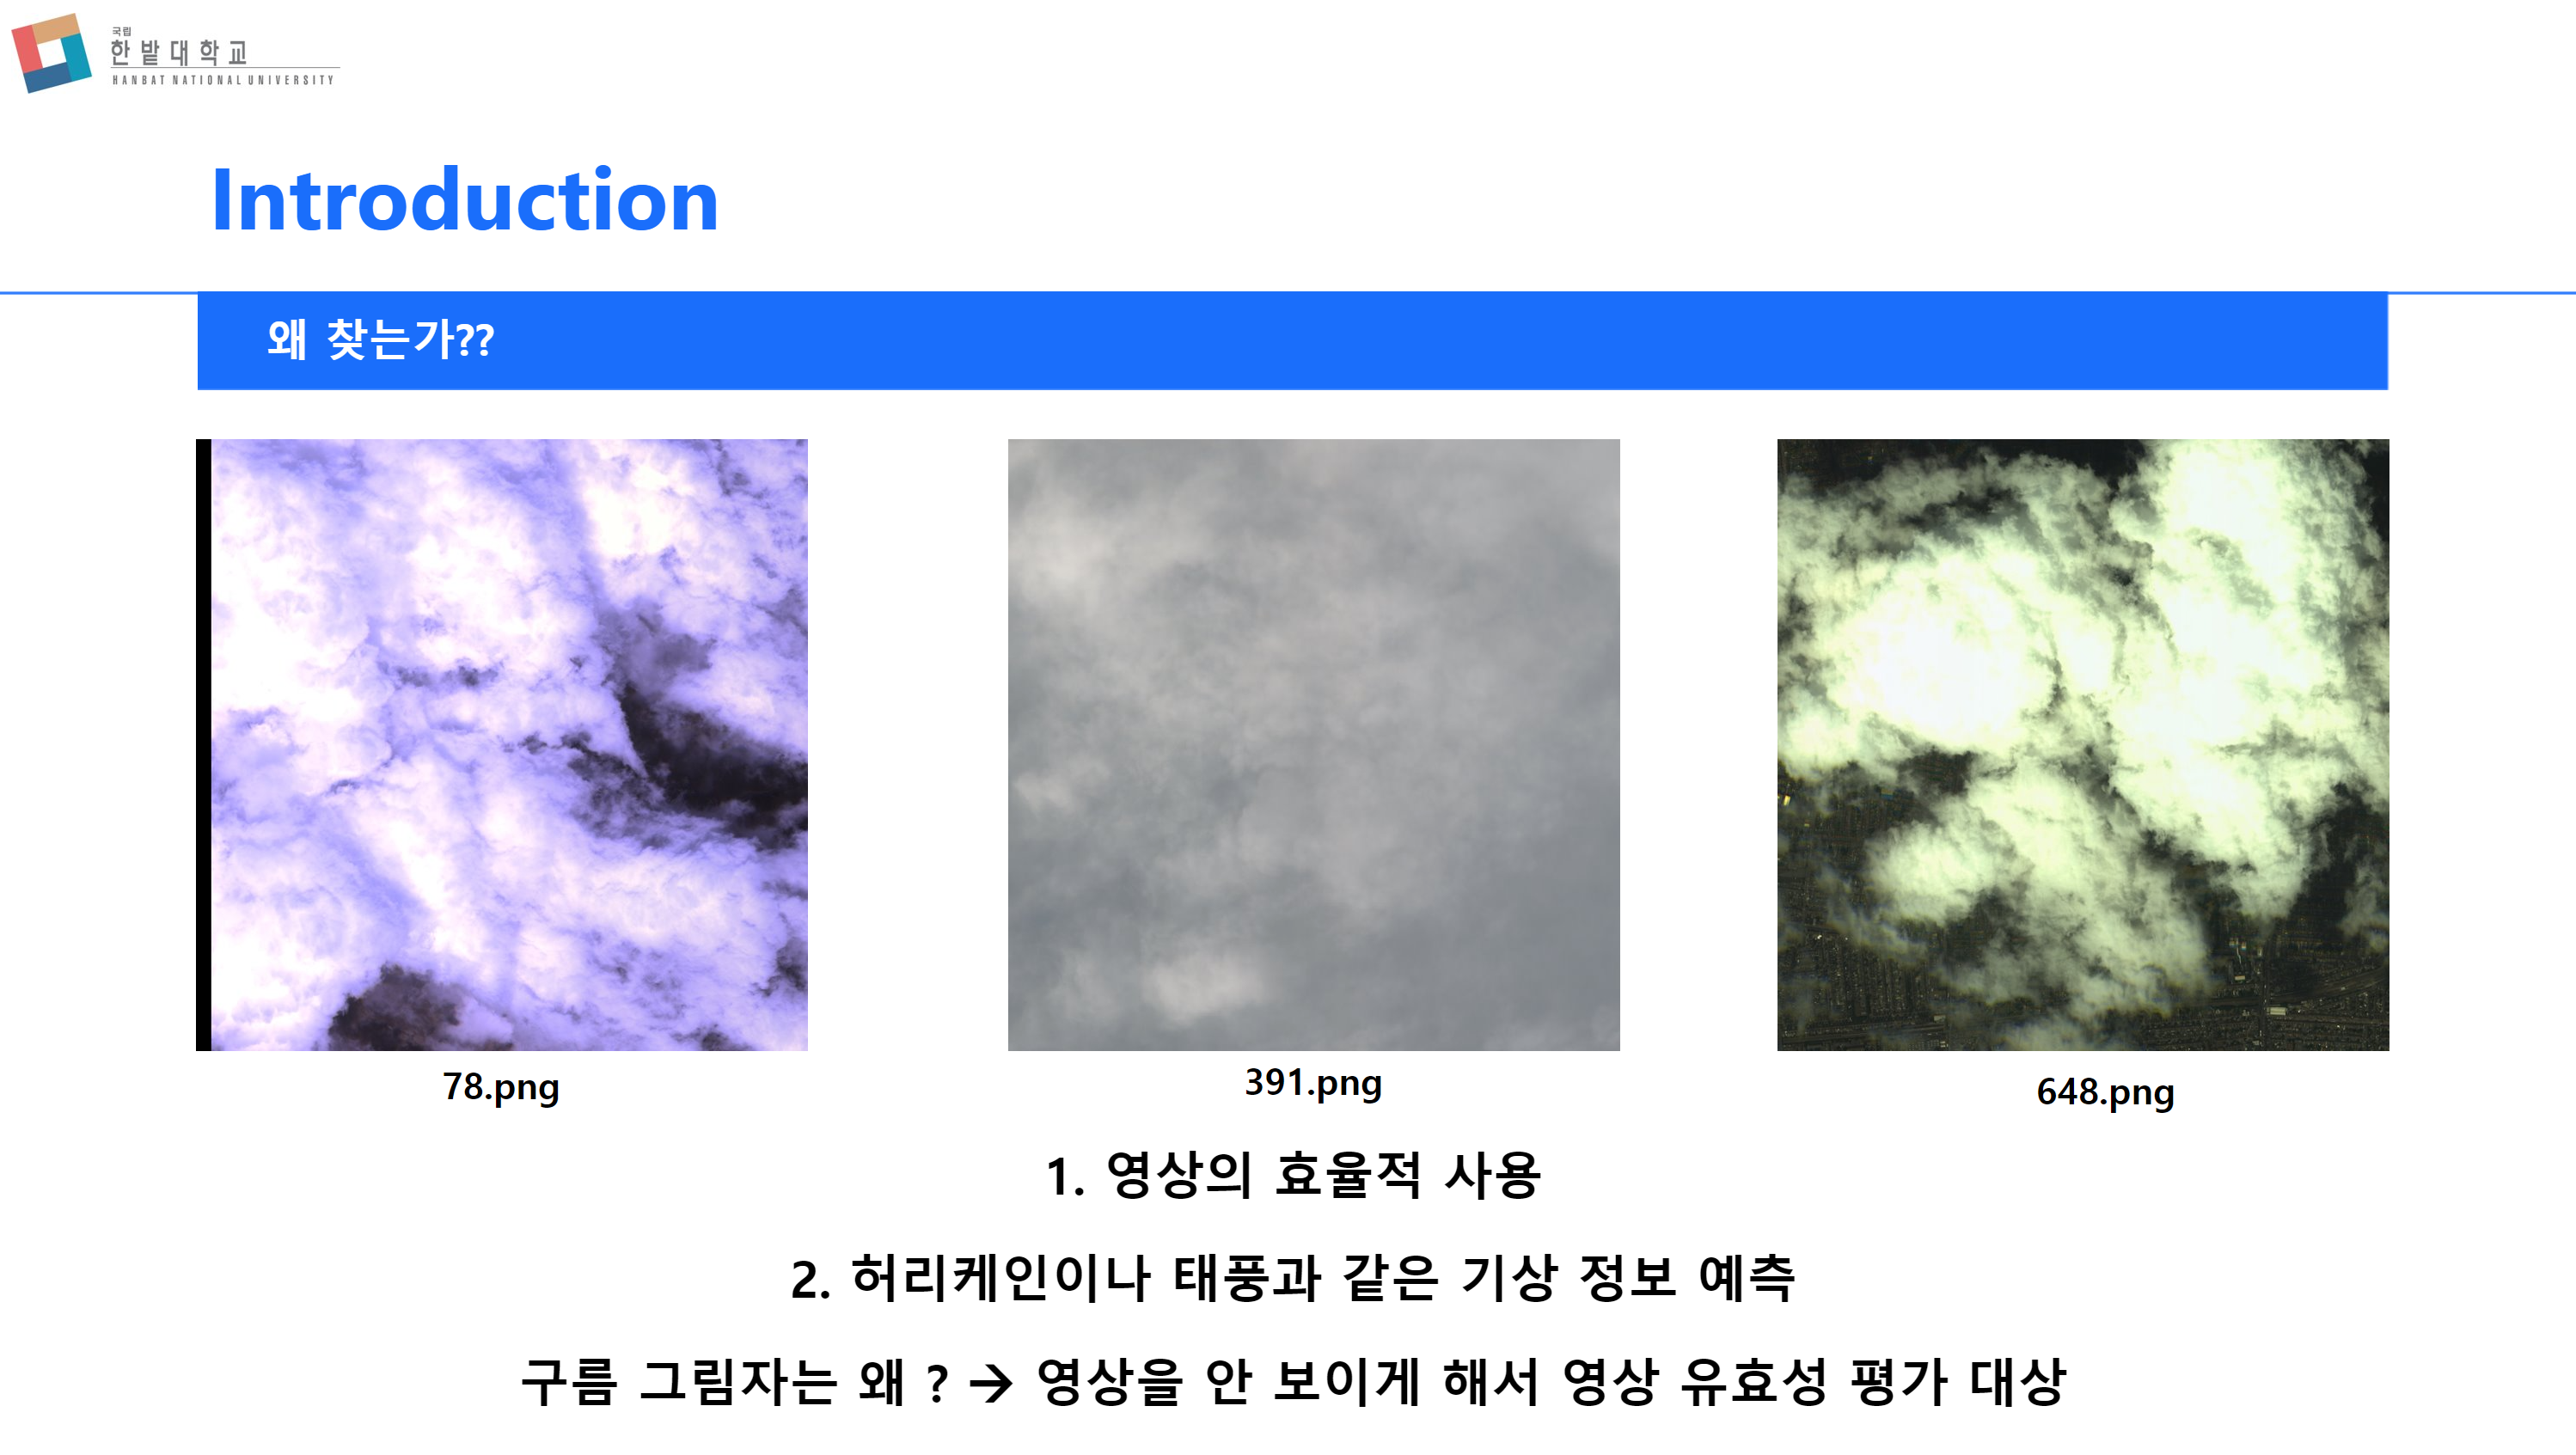 국립
한밭대학교
HANBAT NATIONAL UNIVERSITY
Introduction
왜 찾는가??
78.png
391.png
648.png
1. 영상의 효율적 사용
2. 허리케인이나 태풍과 같은 기상 정보 예측
구름 그림자는 왜 ? → 영상을 안 보이게 해서 영상 유효성 평가 대상